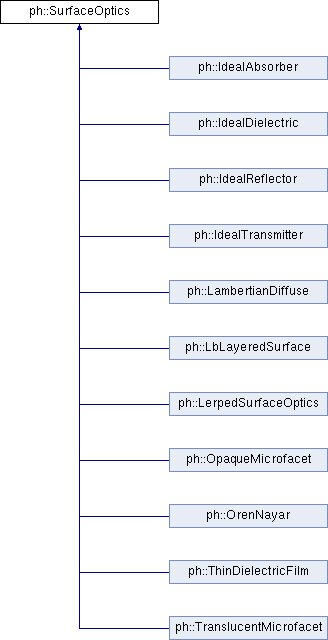 ph::SurfaceOptics
ph::IdealAbsorber
ph::IdealDielectric
ph::IdealReflector
ph::IdealTransmitter
ph::LambertianDiffuse
ph::LbLayeredSurface
ph::LerpedSurfaceOptics
ph::OpaqueMicrofacet
ph::OrenNayar
ph::ThinDielectricFilm
ph::TranslucentMicrofacet